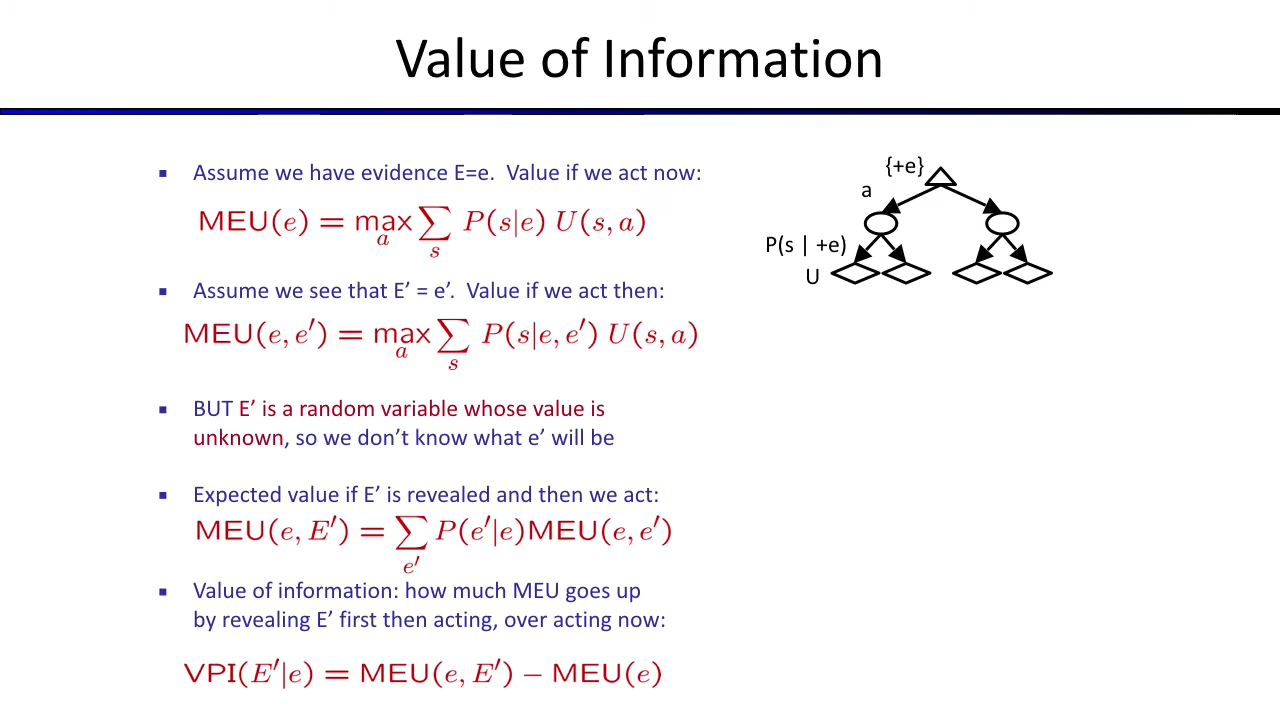 Value of Information
▪ Assume we have evidence E=e. Value if we act now:
MEU(e) = max_a ∑_s P(s|e) U(s, a)
▪ Assume we see that E’ = e’. Value if we act then:
MEU(e, e′) = max_a ∑_s P(s|e, e′) U(s, a)
▪ BUT E’ is a random variable whose value is
unknown, so we don’t know what e’ will be
▪ Expected value if E’ is revealed and then we act:
MEU(e, E′) = ∑_e′ P(e′|e)MEU(e, e′)
▪ Value of information: how much MEU goes up
by revealing E’ first then acting, over acting now:
VPI(E′|e) = MEU(e, E′) − MEU(e)
{+e}
a
P(s | +e)
U